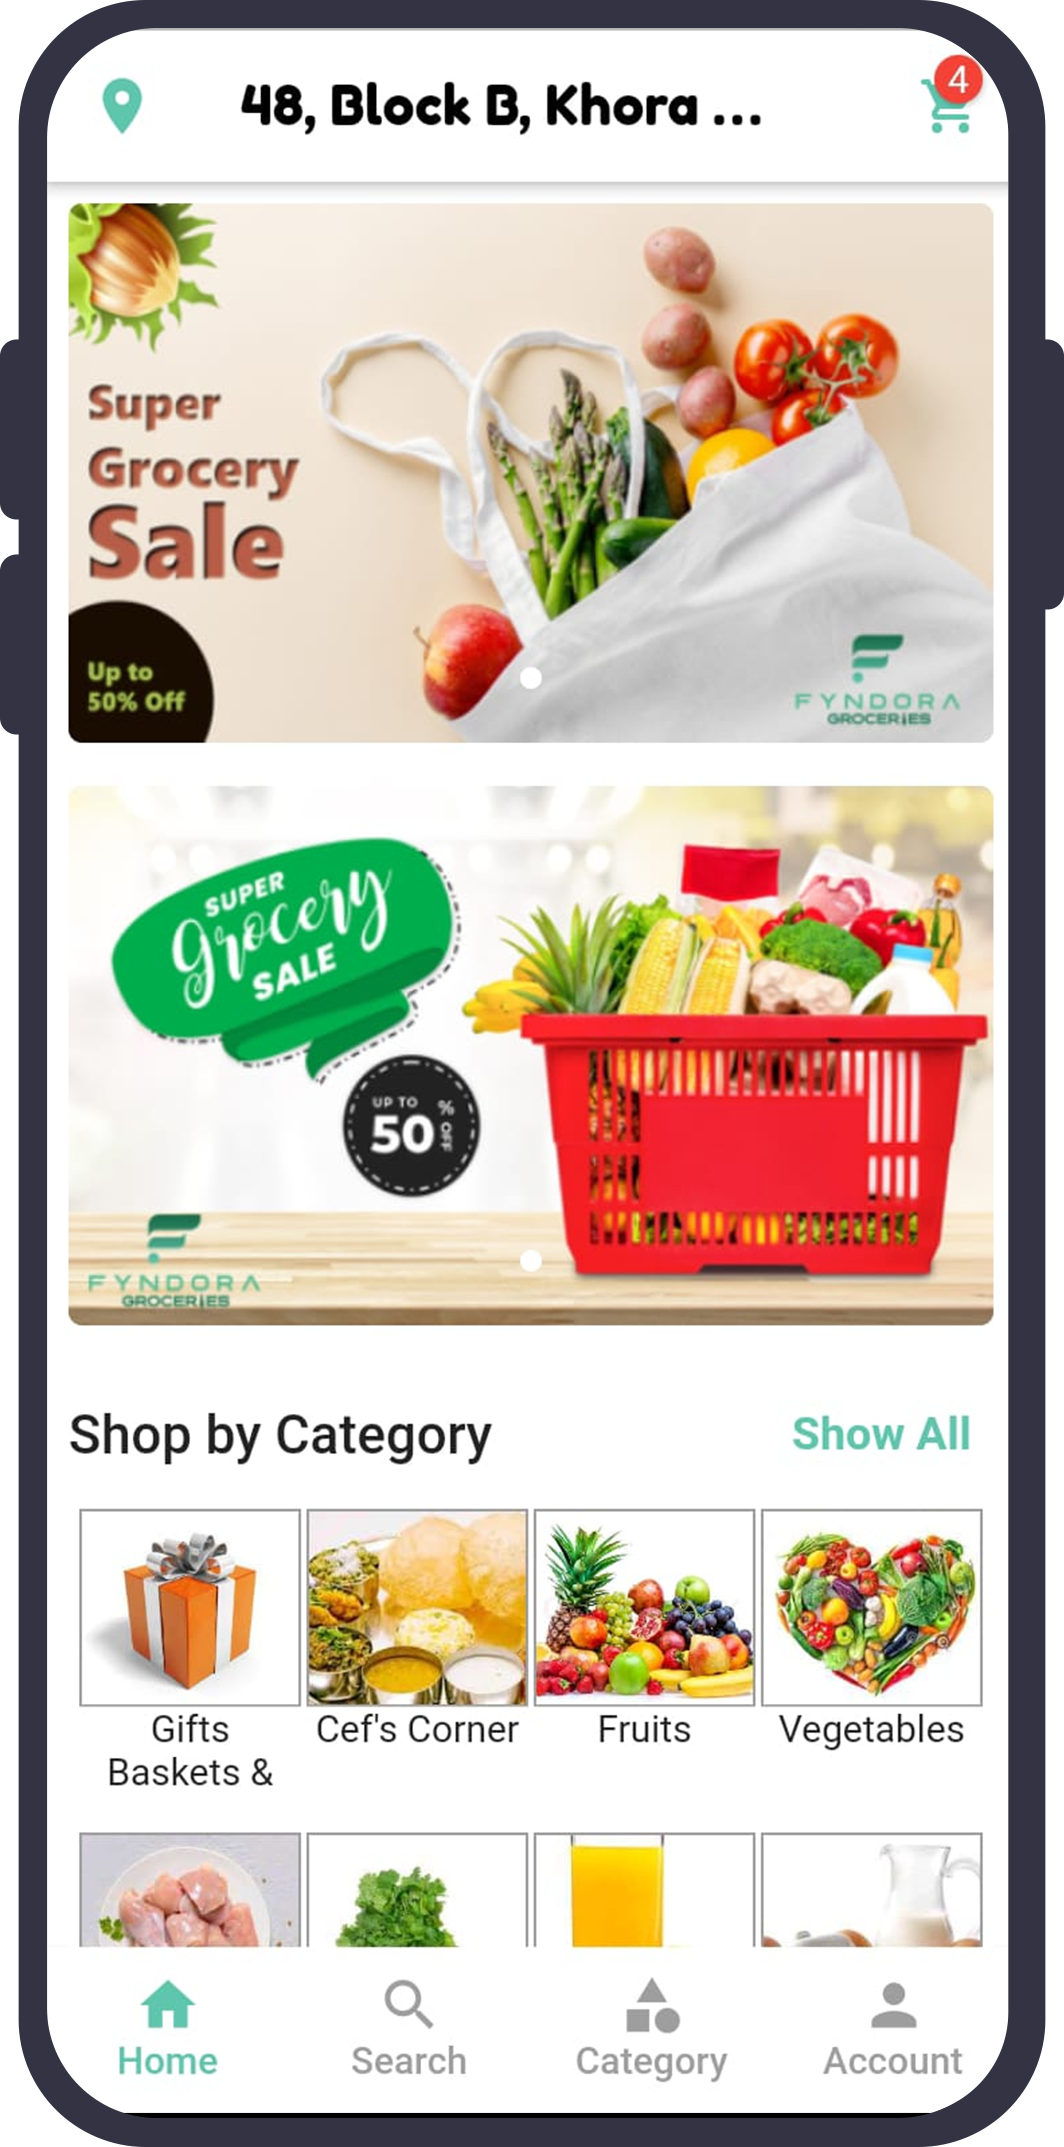 48, Block B, Khora ...
4
Super
Grocery
Sale
Up to
50% Off
FYNDORA
GROCERIES
SUPER
grocery
SALE
UP TO
50 % OFF
FYNDORA
GROCERIES
Shop by Category
Show All
Gifts
Baskets &
Cef's Corner
Fruits
Vegetables
Home
Search
Category
Account